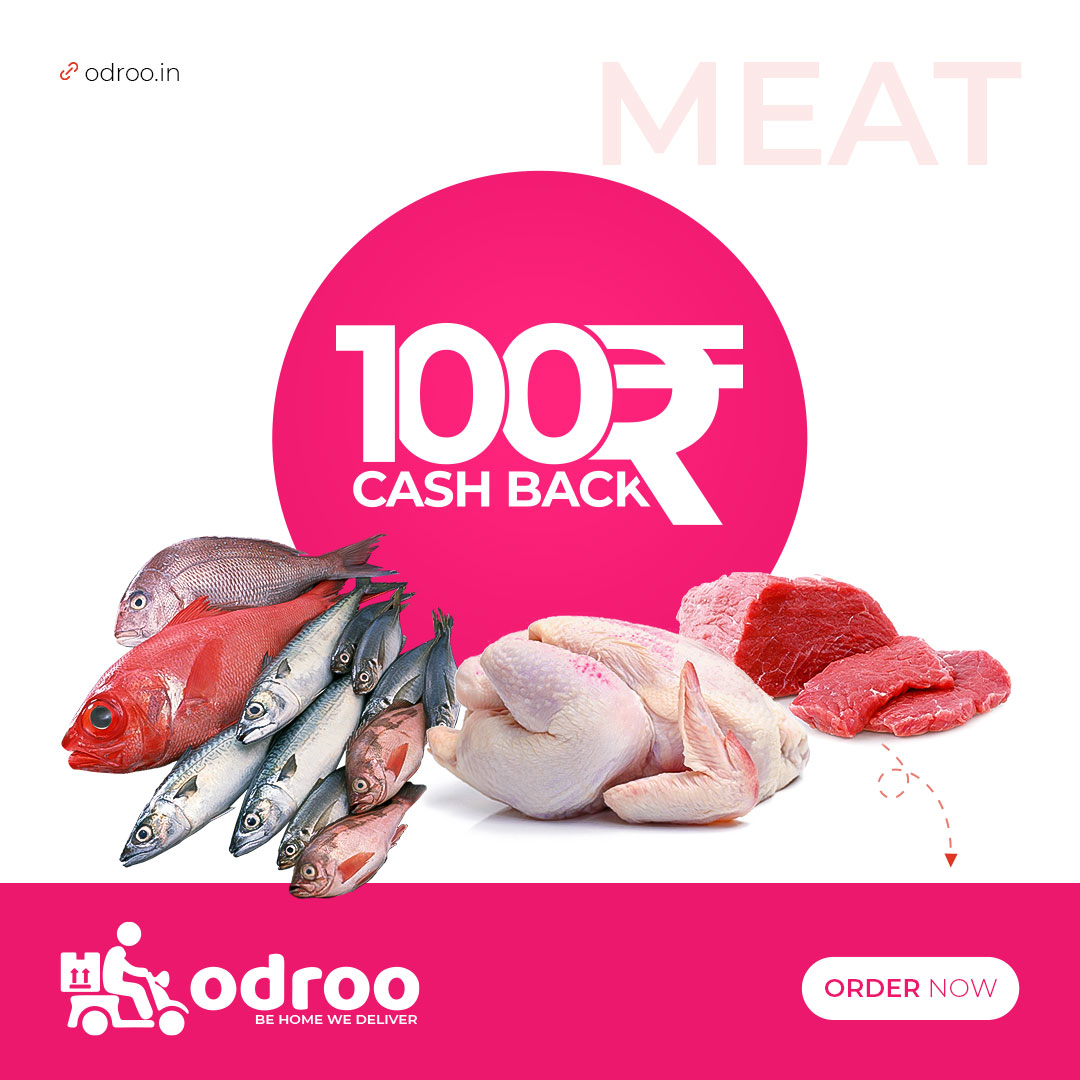 odroo.in
MEAT
100₹
CASH BACK
odroo
BE HOME WE DELIVER
ORDER NOW